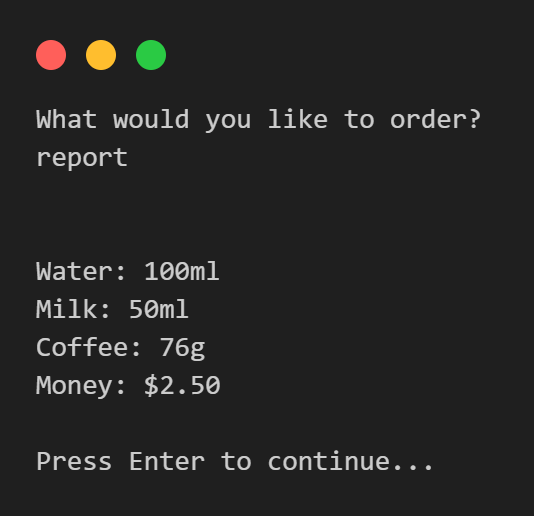 What would you like to order?
report
Water: 100ml
Milk: 50ml
Coffee: 76g
Money: $2.50
Press Enter to continue...